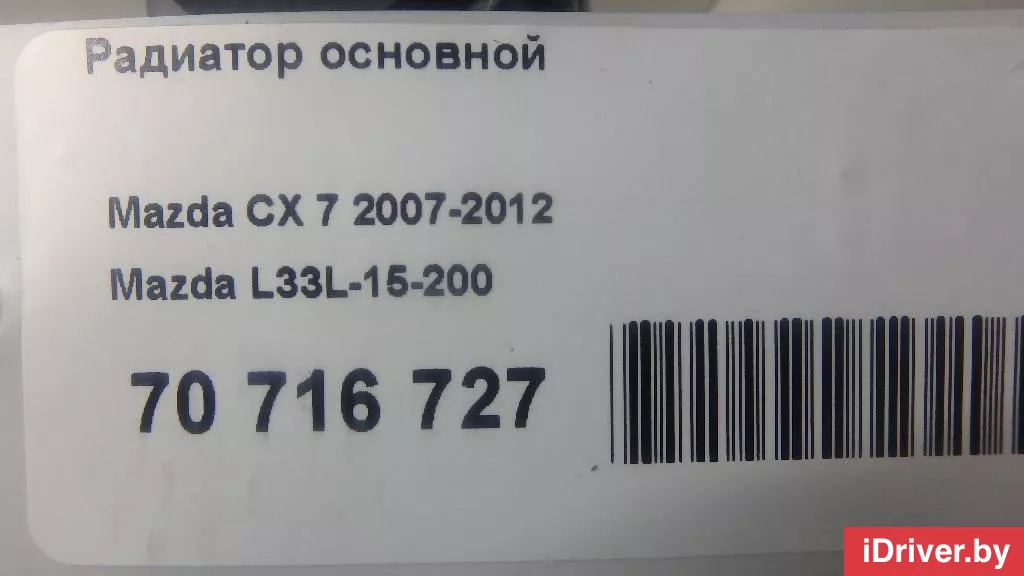 Радиатор основной
Mazda CX 7 2007-2012
Mazda L33L-15-200
70 716 727
iDriver.by